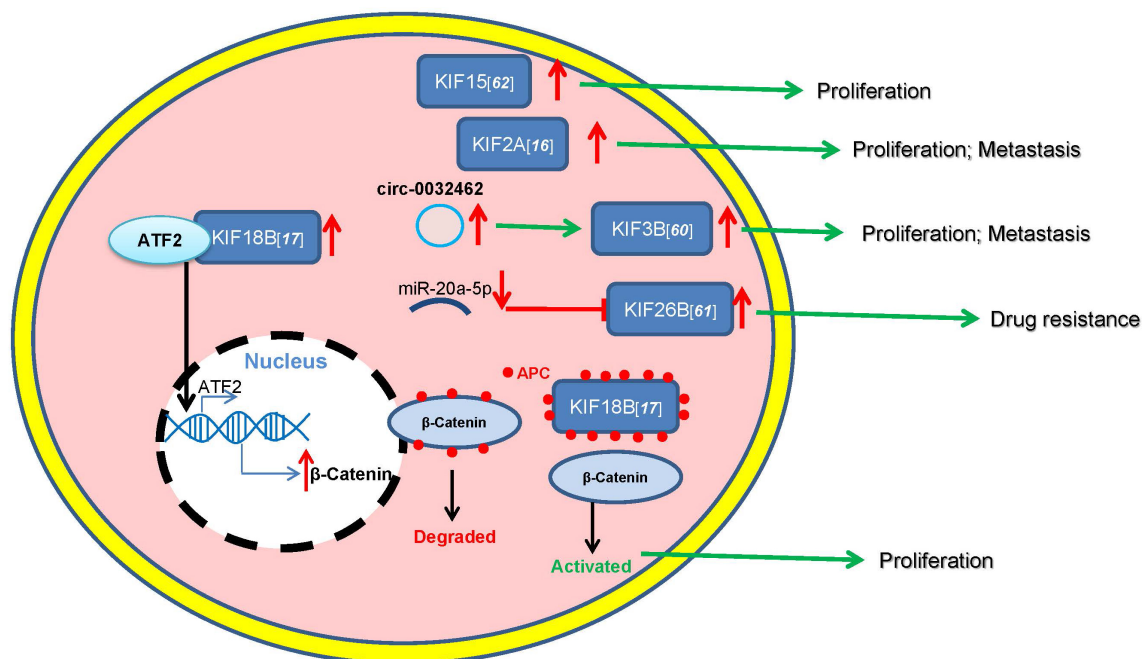 KIF15[62]
Proliferation
KIF2A[16]
Proliferation; Metastasis
circ-0032462
ATF2
KIF18B[17]
KIF3B[60]
Proliferation; Metastasis
miR-20a-5p
KIF26B[61]
Drug resistance
Nucleus
ATF2
β-Catenin
APC
β-Catenin
KIF18B[17]
β-Catenin
Degraded
Activated
Proliferation